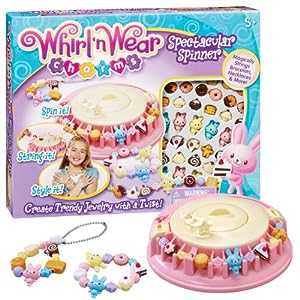 Whirl'n Wear
Charms
Spectacular
Spinner
5+
Magically
Strings
Bracelets,
Necklaces
& More!
Spin it!
String it!
Style it!
Create Trendy Jewelry with a Twist!
WARNING: